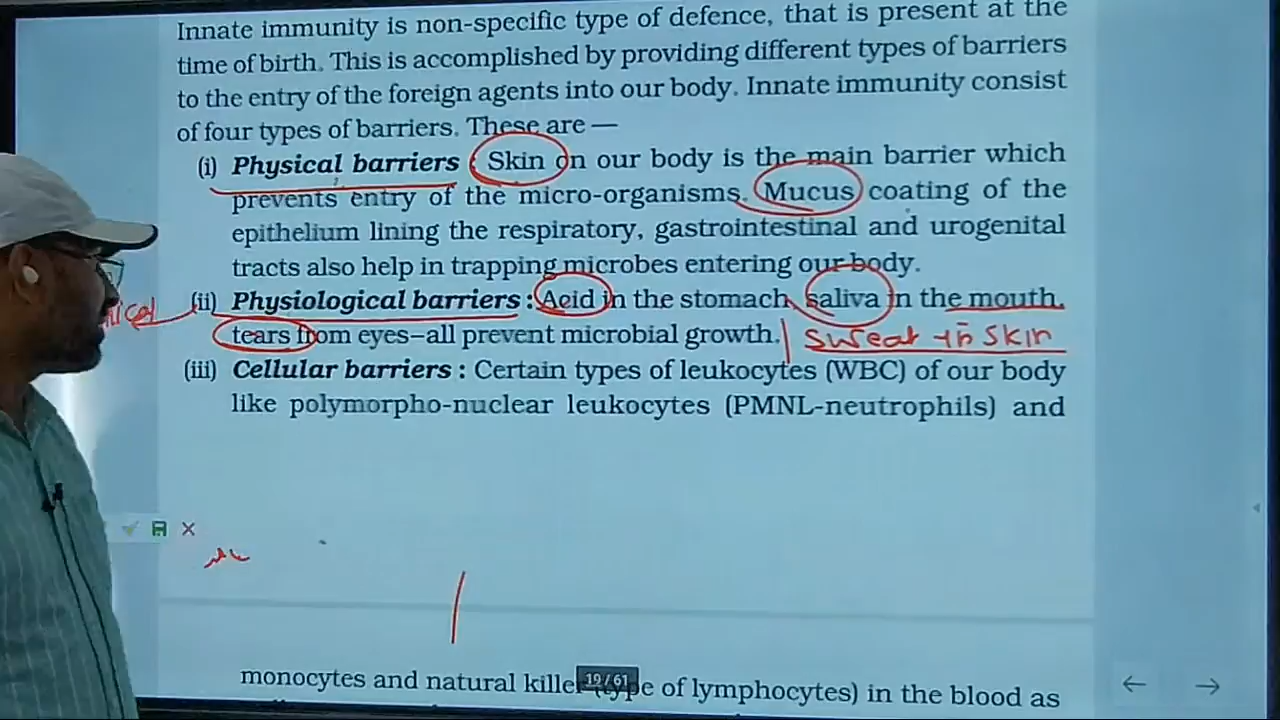 Innate immunity is non-specific type of defence, that is present at the
time of birth. This is accomplished by providing different types of barriers
to the entry of the foreign agents into our body. Innate immunity consist
of four types of barriers. These are —
(i) Physical barriers : Skin on our body is the main barrier which
prevents entry of the micro-organisms. Mucus coating of the
epithelium lining the respiratory, gastrointestinal and urogenital
tracts also help in trapping microbes entering our body.
(ii) Physiological barriers : Acid in the stomach, saliva in the mouth,
tears from eyes–all prevent microbial growth. sweat in skin
(iii) Cellular barriers : Certain types of leukocytes (WBC) of our body
like polymorpho-nuclear leukocytes (PMNL-neutrophils) and
monocytes and natural killer (type of lymphocytes) in the blood as
19/61